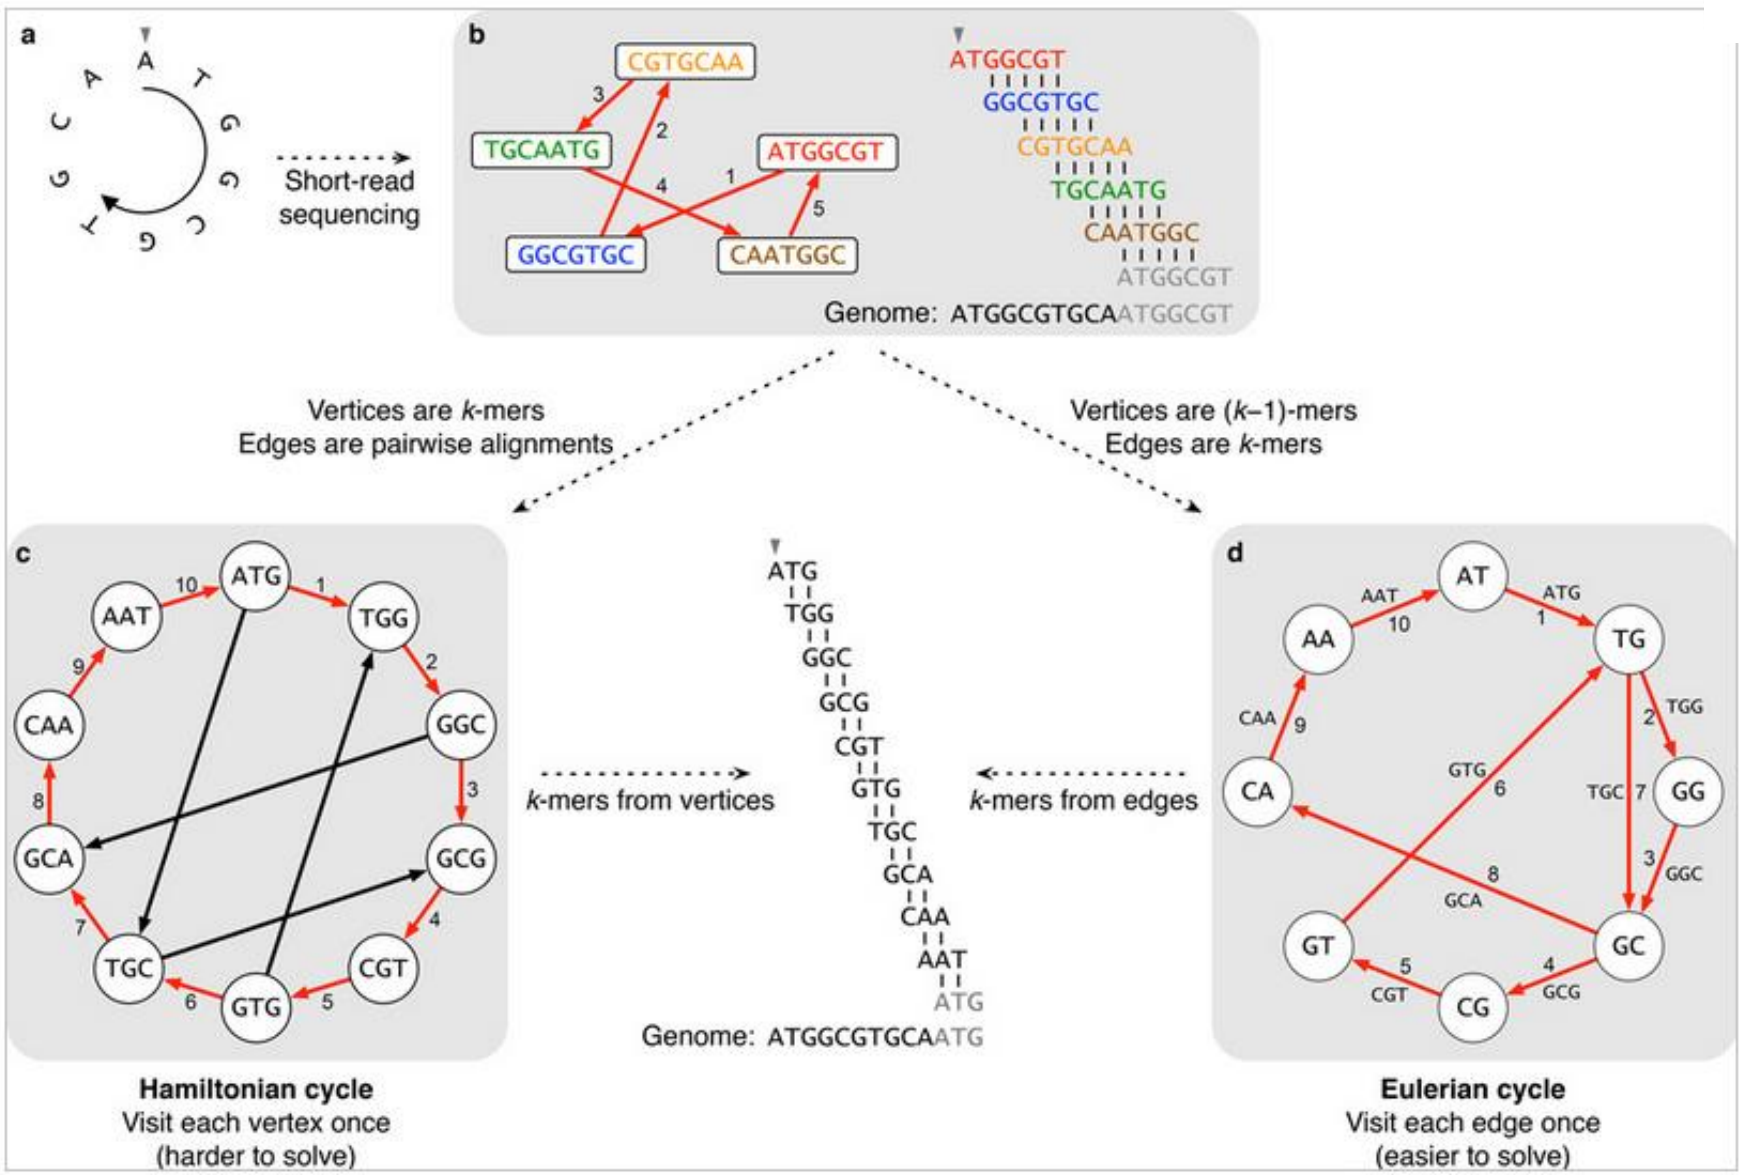 a
A
T
G
G
C
G
T
G
C
A
Short-read
sequencing
b
CGTGCAA
3
2
TGCAATG
ATGGCGT
4
1
5
GGCGTGC
CAATGGC
ATGGCGT
GGCGTGC
CGTGCAA
TGCAATG
CAATGGC
ATGGCGT
Genome: ATGGCGTGCAATGGCGT
Vertices are k-mers
Edges are pairwise alignments
Vertices are (k–1)-mers
Edges are k-mers
c
ATG
10
1
AAT
TGG
9
2
CAA
GGC
8
3
GCA
GCG
7
4
TGC
CGT
6
5
GTG
Hamiltonian cycle
Visit each vertex once
(harder to solve)
k-mers from vertices
ATG
TGG
GGC
GCG
CGT
GTG
TGC
GCA
CAA
AAT
ATG
Genome: ATGGCGTGCAATG
k-mers from edges
d
AT
AAT
10
ATG
1
AA
TG
CAA
9
2
TGG
GTG
6
TGC
7
CA
GG
3
GGC
8
GCA
GT
GC
5
CGT
4
GCG
CG
Eulerian cycle
Visit each edge once
(easier to solve)